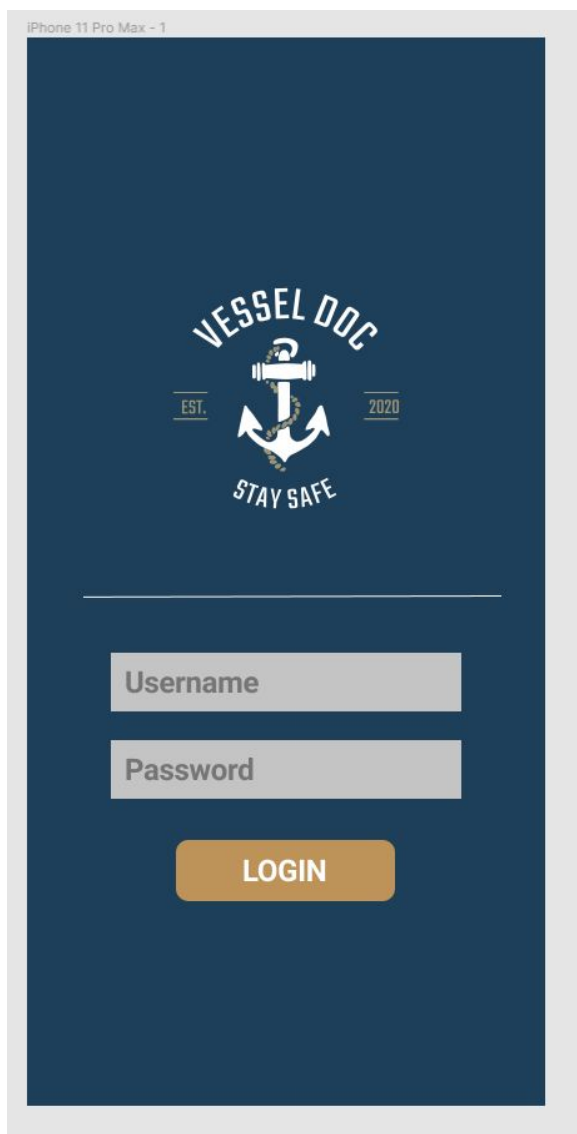 iPhone 11 Pro Max - 1
VESSEL DOC
EST. 2020
STAY SAFE
Username
Password
LOGIN